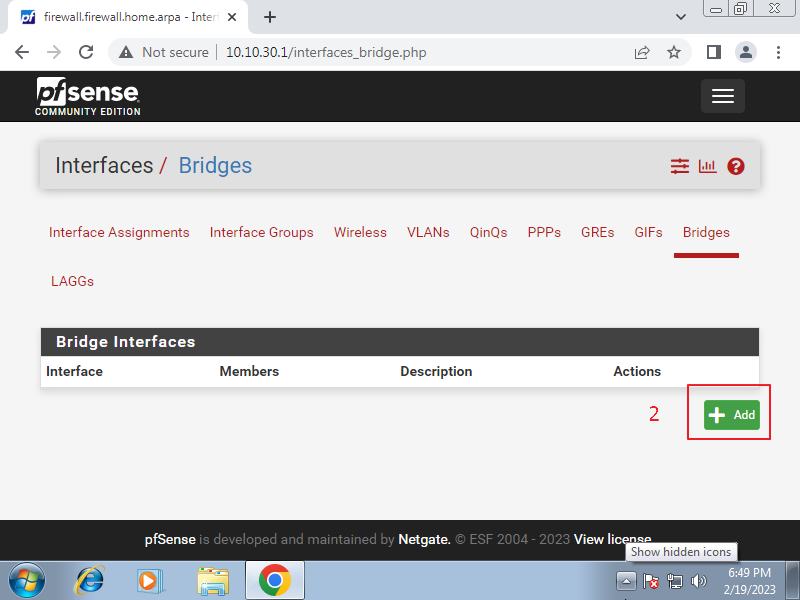 firewall.firewall.home.arpa - Inter
Not secure
10.10.30.1/interfaces_bridge.php
pfsense
COMMUNITY EDITION
Interfaces / Bridges
Interface Assignments Interface Groups Wireless VLANs QinQs PPPs GREs GIFs Bridges
LAGGs
Bridge Interfaces
Interface Members Description Actions
2
Add
pfSense is developed and maintained by Netgate. © ESF 2004 - 2023 View license.
Show hidden icons
6:49 PM
2/19/2023